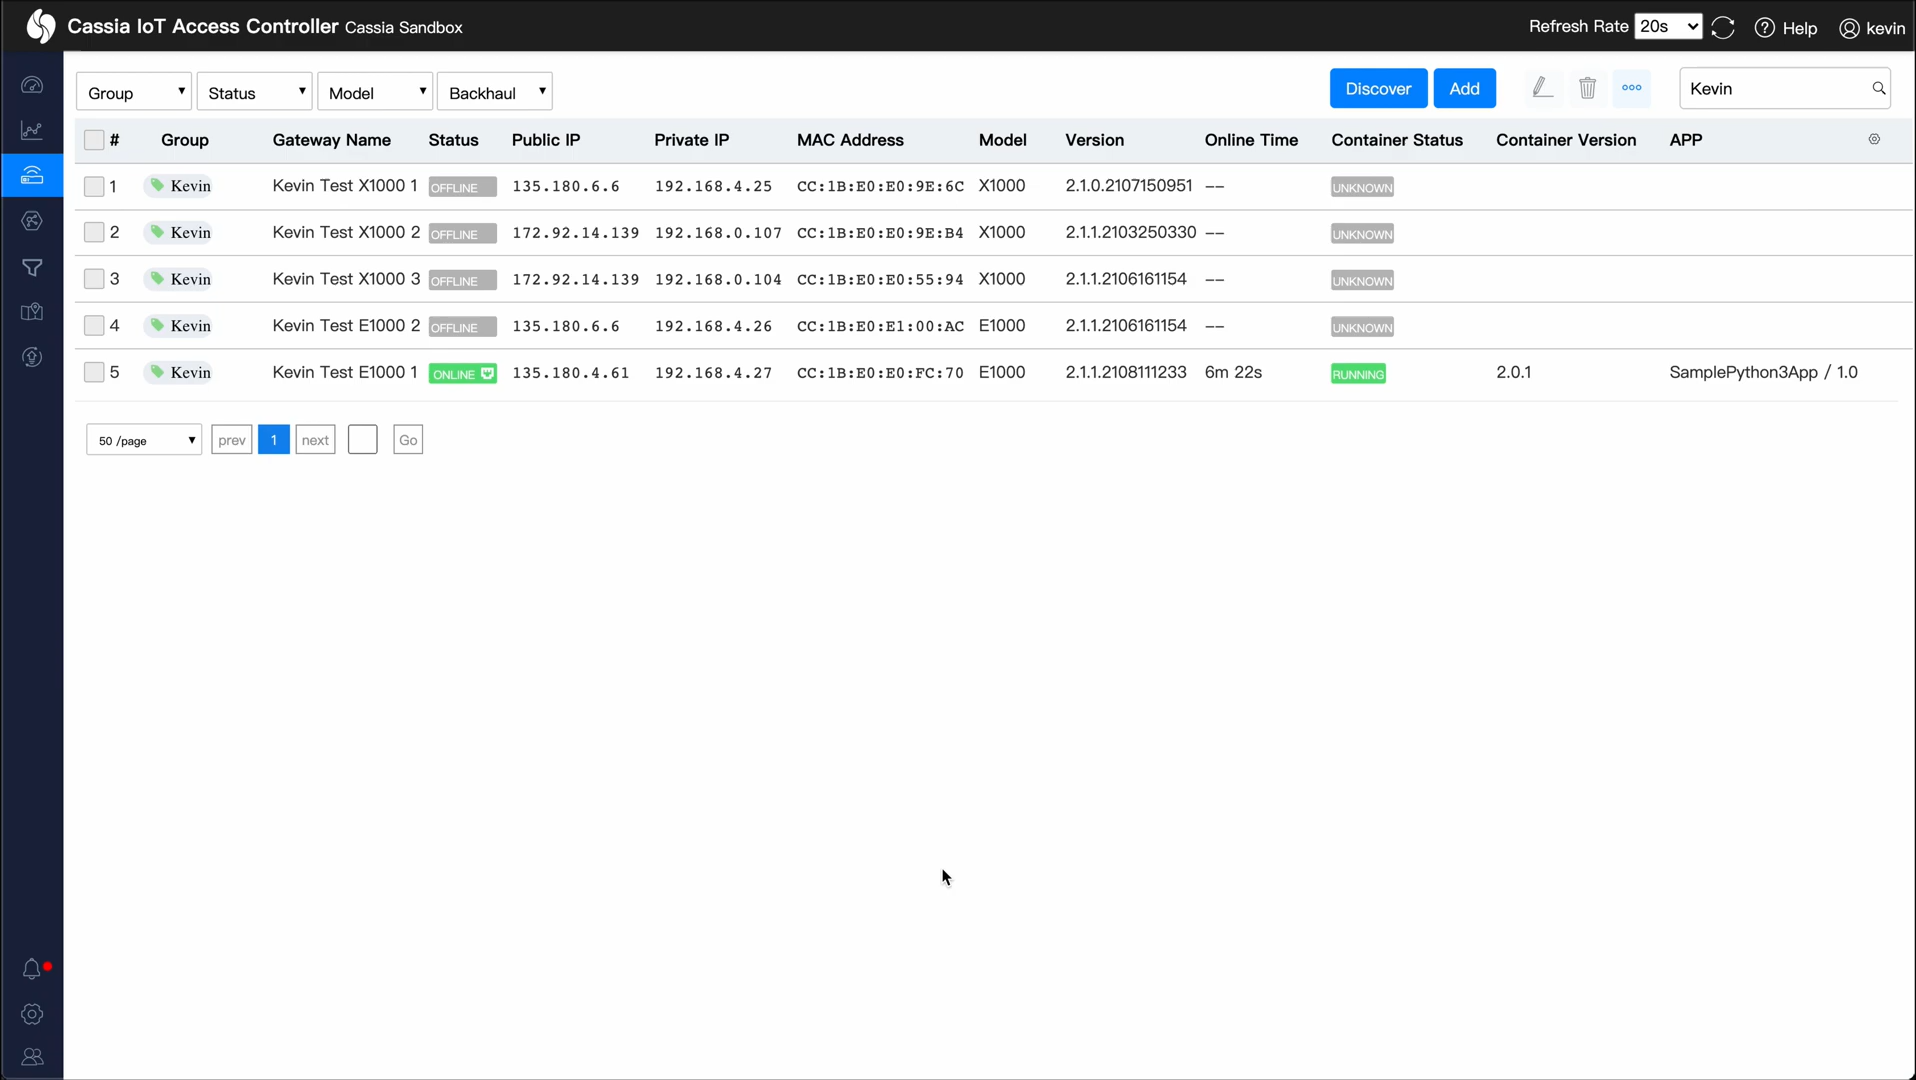 Cassia IoT Access Controller Cassia Sandbox Refresh Rate 20s Help kevin
Group Status Model Backhaul Discover Add Kevin
# Group Gateway Name Status Public IP Private IP MAC Address Model Version Online Time Container Status Container Version APP
1 Kevin Kevin Test X1000 1 OFFLINE 135.180.6.6 192.168.4.25 CC:1B:E0:E0:9E:6C X1000 2.1.0.2107150951 -- UNKNOWN
2 Kevin Kevin Test X1000 2 OFFLINE 172.92.14.139 192.168.0.107 CC:1B:E0:E0:9E:B4 X1000 2.1.1.2103250330 -- UNKNOWN
3 Kevin Kevin Test X1000 3 OFFLINE 172.92.14.139 192.168.0.104 CC:1B:E0:E0:55:94 X1000 2.1.1.2106161154 -- UNKNOWN
4 Kevin Kevin Test E1000 2 OFFLINE 135.180.6.6 192.168.4.26 CC:1B:E0:E1:00:AC E1000 2.1.1.2106161154 -- UNKNOWN
5 Kevin Kevin Test E1000 1 ONLINE 135.180.4.61 192.168.4.27 CC:1B:E0:E0:FC:70 E1000 2.1.1.2108111233 6m 22s RUNNING 2.0.1 SamplePython3App / 1.0
50 /page prev 1 next Go